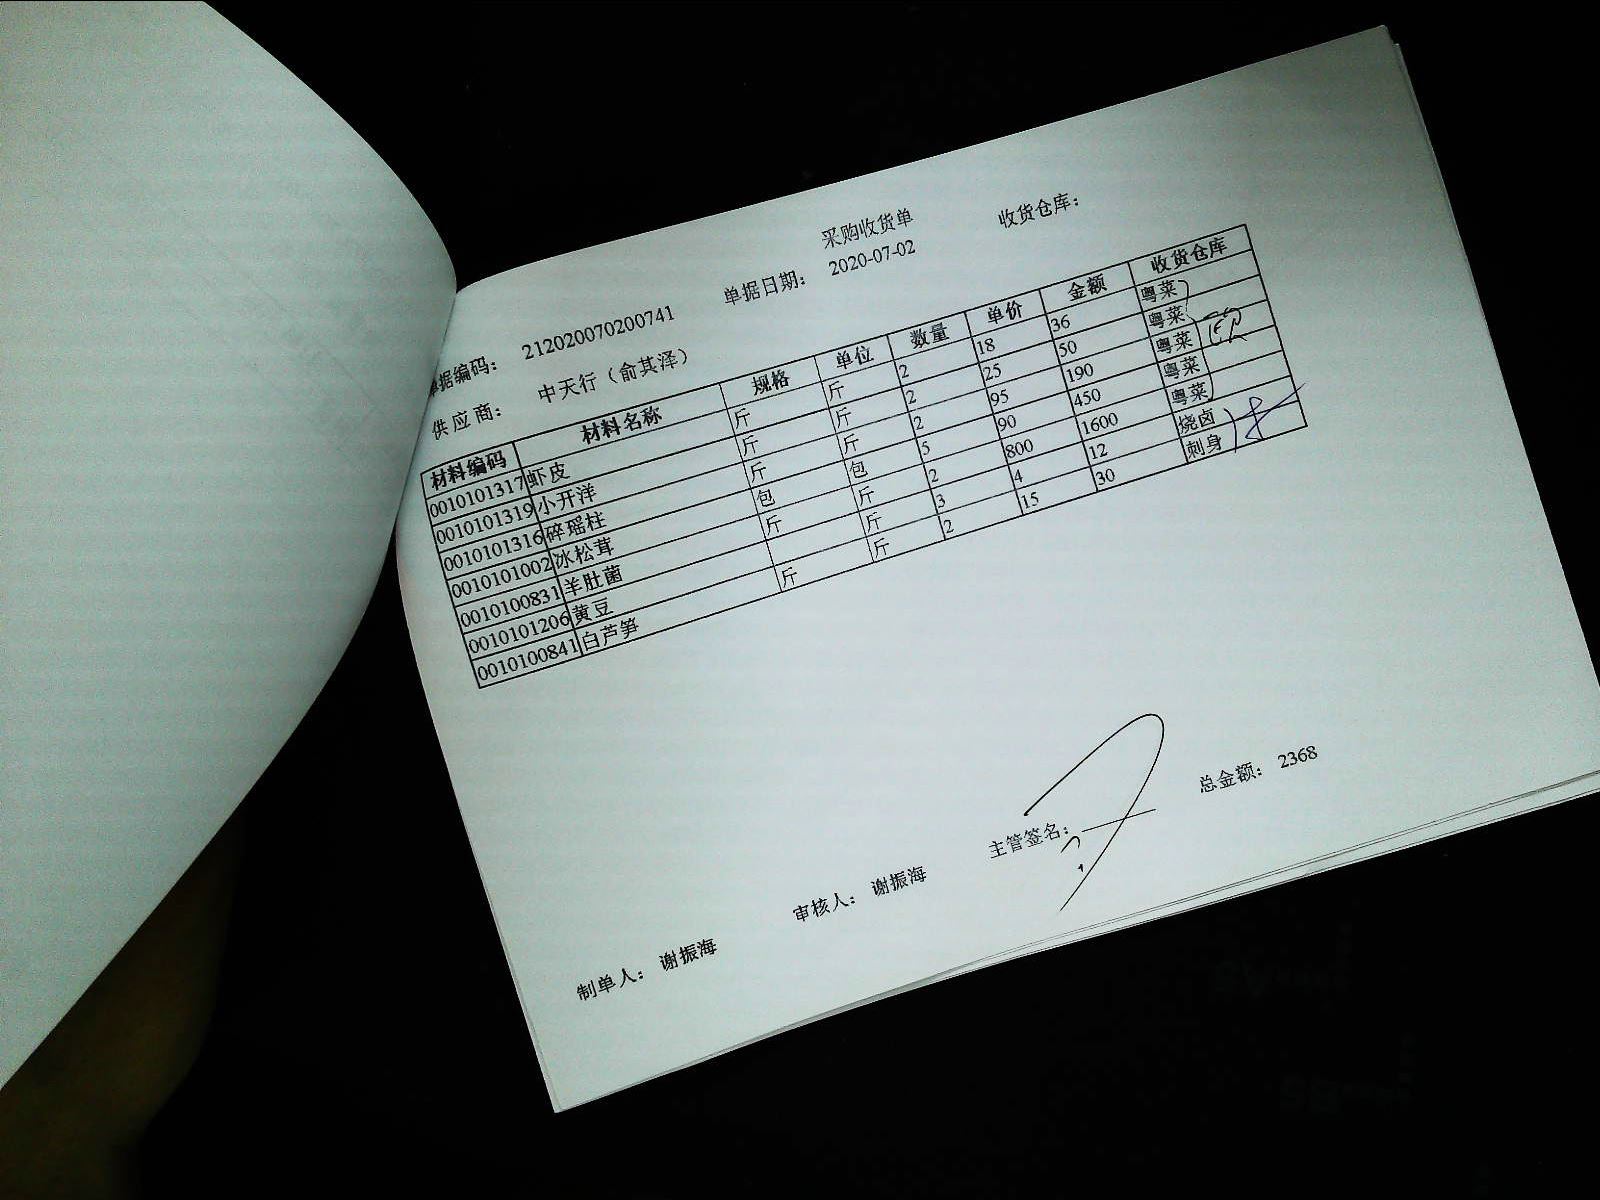 采购收货单
收货仓库：
单据编码： 212020070200741 单据日期： 2020-07-02
供应商： 中天行（俞其泽）
材料编码 材料名称 规格 单位 数量 单价 金额 收货仓库
0010101317 虾皮 斤 斤 2 18 36 粤菜
0010101319 小开洋 斤 斤 2 25 50 粤菜
0010101316 碎瑶柱 斤 斤 2 95 190 粤菜
0010101002 冰松茸 包 包 5 90 450 粤菜
0010100831 羊肚菌 斤 斤 2 800 1600 粤菜
0010101206 黄豆 斤 3 4 12 烧卤
0010100841 白芦笋 斤 斤 2 15 30 刺身
总金额： 2368
制单人： 谢振海 审核人： 谢振海 主管签名：